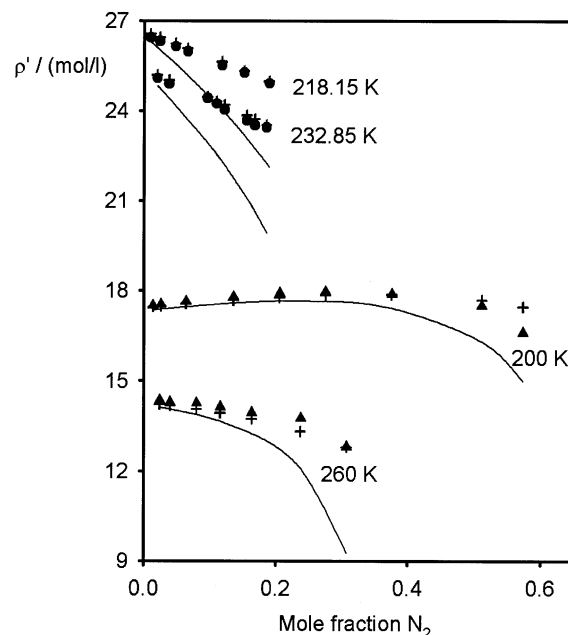 27
ρ' / (mol/l)
218.15 K
24
232.85 K
21
18
200 K
15
12
260 K
9
0.0 0.2 0.4 0.6
Mole fraction N₂